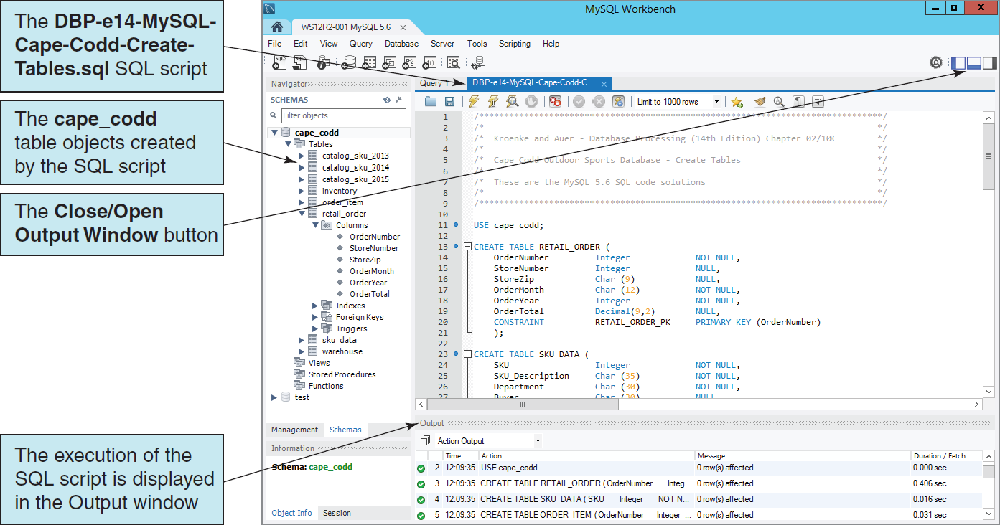 The DBP-e14-MySQL-
Cape-Codd-Create-
Tables.sql SQL script
The cape_codd
table objects created
by the SQL script
The Close/Open
Output Window button
The execution of the
SQL script is displayed
in the Output window
MySQL Workbench
WS12R2-001 MySQL 5.6
File Edit View Query Database Server Tools Scripting Help
Navigator
SCHEMAS
Filter objects
cape_codd
Tables
catalog_sku_2013
catalog_sku_2014
catalog_sku_2015
inventory
order_item
retail_order
Columns
OrderNumber
StoreNumber
StoreZip
OrderMonth
OrderYear
OrderTotal
Indexes
Foreign Keys
Triggers
sku_data
warehouse
Views
Stored Procedures
Functions
test
Management Schemas
Information
Schema: cape_codd
Object Info Session
Query 1 DBP-e14-MySQL-Cape-Codd-C...
Limit to 1000 rows
1 /********************************************************************************/
2 /* */
3 /* Kroenke and Auer - Database Processing (14th Edition) Chapter 02/10C */
4 /* */
5 /* Cape Codd Outdoor Sports Database - Create Tables */
6 /* */
7 /* These are the MySQL 5.6 SQL code solutions */
8 /* */
9 /********************************************************************************/
10
11 USE cape_codd;
12
13 CREATE TABLE RETAIL_ORDER (
14 OrderNumber Integer NOT NULL,
15 StoreNumber Integer NULL,
16 StoreZip Char (9) NULL,
17 OrderMonth Char (12) NOT NULL,
18 OrderYear Integer NOT NULL,
19 OrderTotal Decimal(9,2) NULL,
20 CONSTRAINT RETAIL_ORDER_PK PRIMARY KEY (OrderNumber)
21 );
22
23 CREATE TABLE SKU_DATA (
24 SKU Integer NOT NULL,
25 SKU_Description Char (35) NOT NULL,
26 Department Char (30) NOT NULL,
27 Buyer Char (30) NULL
Output
Action Output
Time Action Message Duration / Fetch
2 12:09:35 USE cape_codd 0 row(s) affected 0.000 sec
3 12:09:35 CREATE TABLE RETAIL_ORDER ( OrderNumber Integ... 0 row(s) affected 0.406 sec
4 12:09:35 CREATE TABLE SKU_DATA ( SKU Integer NOT N... 0 row(s) affected 0.016 sec
5 12:09:35 CREATE TABLE ORDER_ITEM ( OrderNumber Integer ... 0 row(s) affected 0.031 sec